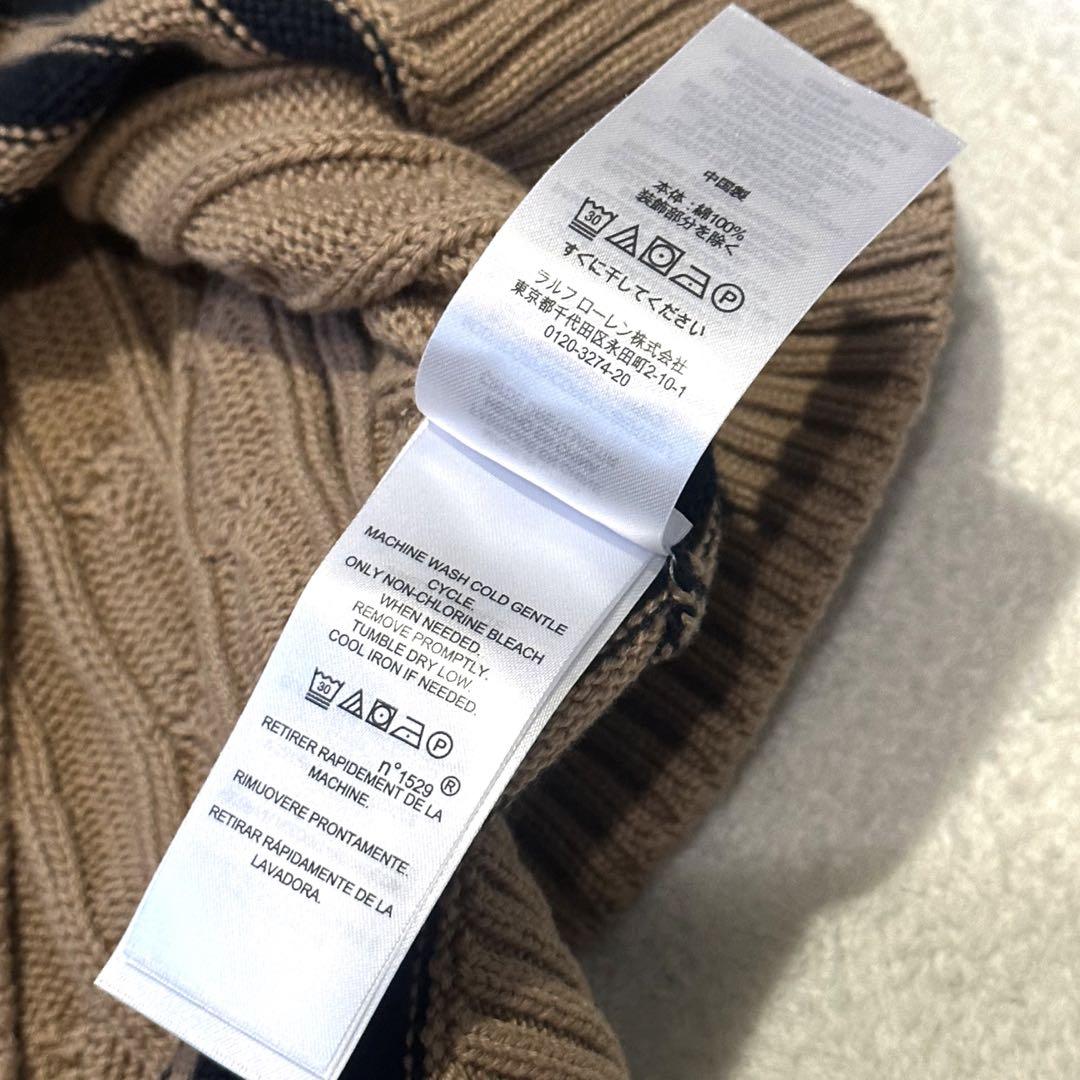 中国製
本体:綿100%
装飾部分を除く
30
P
すぐに干してください
ラルフ ローレン株式会社
東京都千代田区永田町2-10-1
0120-3274-20
MACHINE WASH COLD GENTLE
CYCLE.
ONLY NON-CHLORINE BLEACH
WHEN NEEDED.
REMOVE PROMPTLY.
TUMBLE DRY LOW.
COOL IRON IF NEEDED.
30
P
n°1529 ®
RETIRER RAPIDEMENT DE LA
MACHINE.
RIMUOVERE PRONTAMENTE.
RETIRAR RÁPIDAMENTE DE LA
LAVADORA.